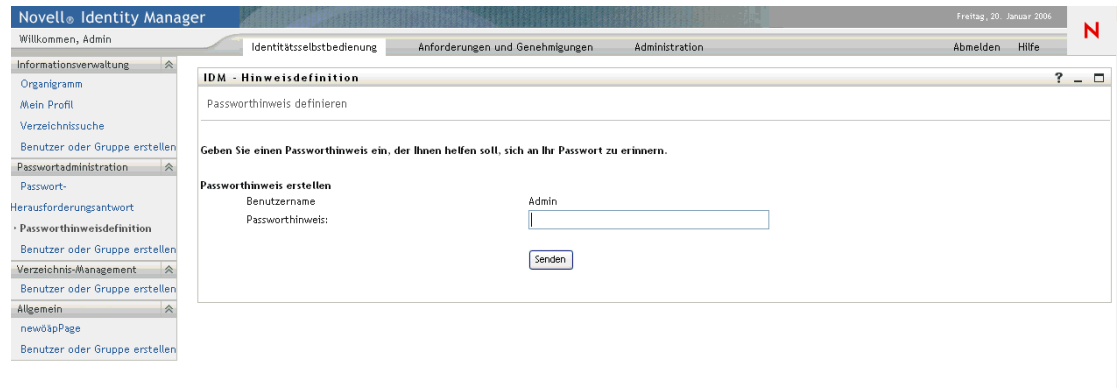 Novell® Identity Manager
Freitag, 20. Januar 2006
N
Willkommen, Admin
Identitätsselbstbedienung Anforderungen und Genehmigungen Administration Abmelden Hilfe
Informationsverwaltung
Organigramm
Mein Profil
Verzeichnissuche
Benutzer oder Gruppe erstellen
Passwortadministration
Passwort-
Herausforderungsantwort
· Passworthinweisdefinition
Benutzer oder Gruppe erstellen
Verzeichnis-Management
Benutzer oder Gruppe erstellen
Allgemein
newöäpPage
Benutzer oder Gruppe erstellen
IDM - Hinweisdefinition ?
Passworthinweis definieren
Geben Sie einen Passworthinweis ein, der Ihnen helfen soll, sich an Ihr Passwort zu erinnern.
Passworthinweis erstellen
Benutzername Admin
Passworthinweis:
Senden